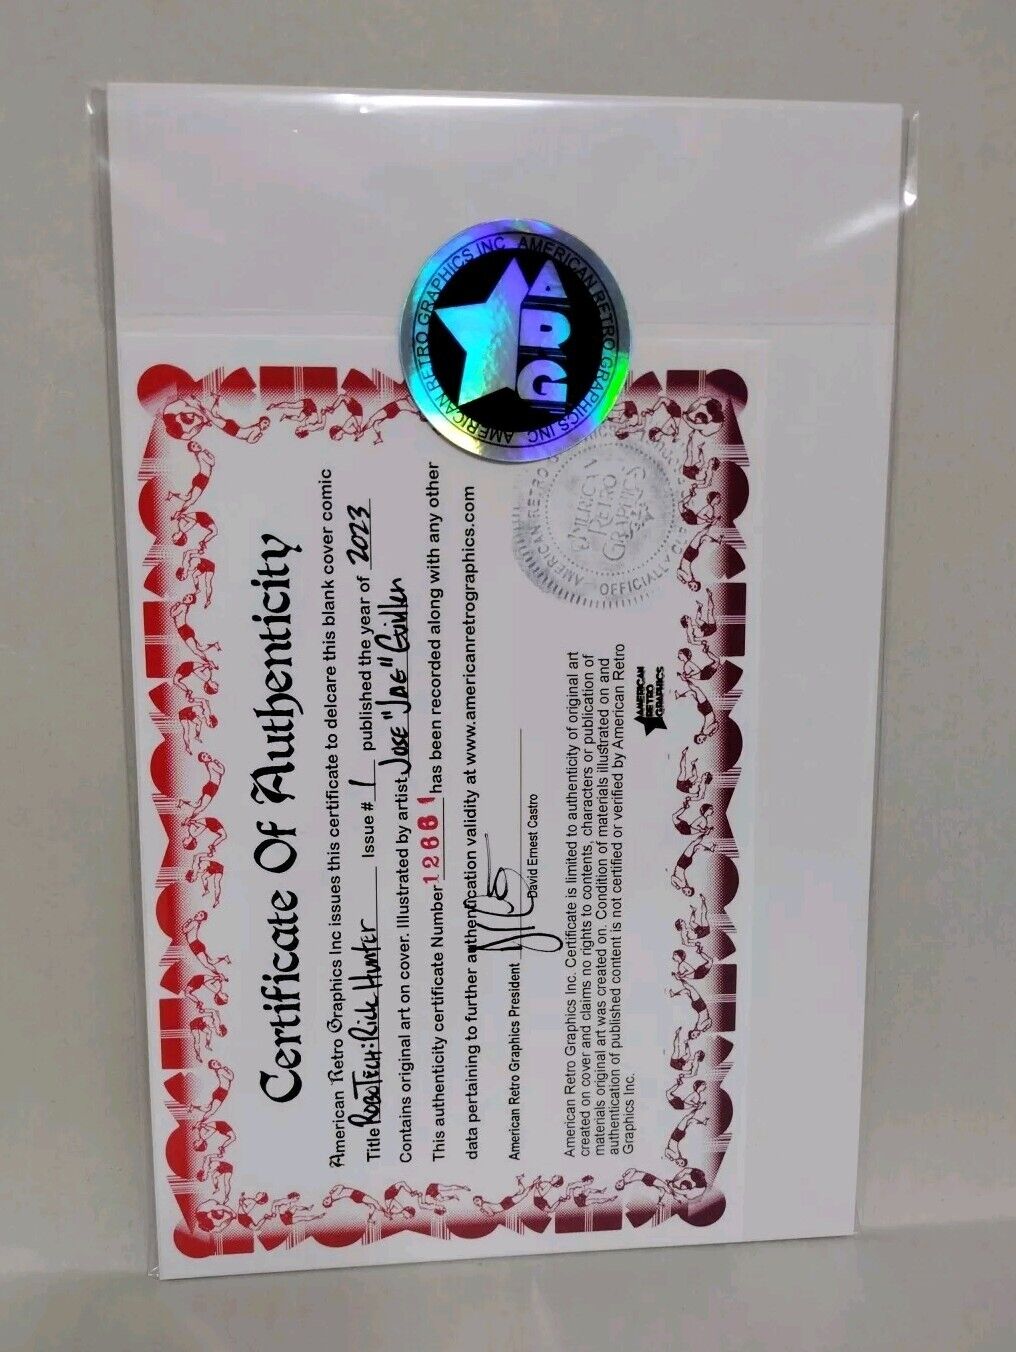 AMERICAN RETRO GRAPHICS INC.
AMERICAN RETRO GRAPHICS INC.
ARG
Certificate Of Authenticity
American Retro Graphics Inc issues this certificate to delcare this blank cover comic
Title RoboTech: Rick Hunter Issue # 1 published the year of 2023
Contains original art on cover. Illustrated by artist Jose "Joe" Guillen
This authenticity certificate Number 12661 has been recorded along with any other
data pertaining to further authentication validity at www.americanretrographics.com
American Retro Graphics President
David Ernest Castro
American Retro Graphics Inc. Certificate is limited to authenticity of original art
created on cover and claims no rights to contents, characters or publication of
materials original art was created on. Condition of materials illustrated on and
authentication of published content is not certified or verified by American Retro
Graphics Inc.
AMERICAN
RETRO
GRAPHICS
AMERICAN
RETRO
GRAPHICS
AMERICAN RETRO
OFFICIAL